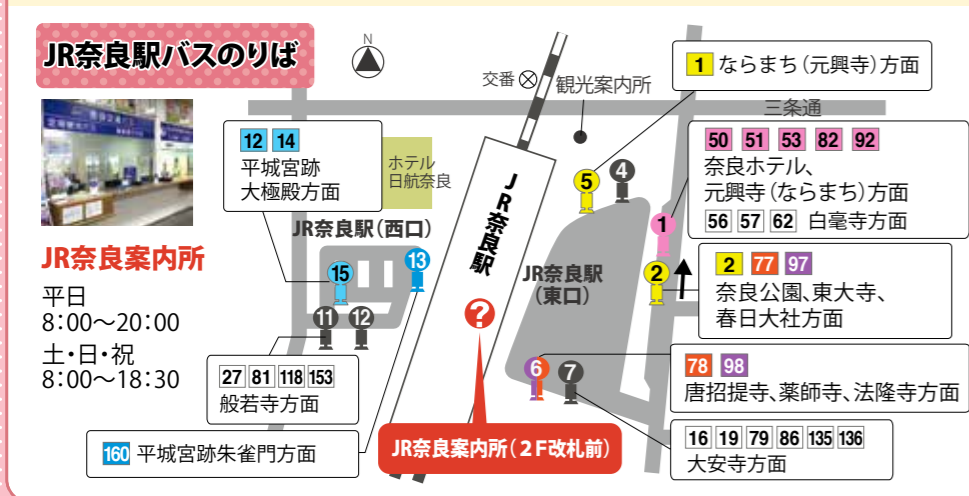 JR奈良駅バスのりば
N
交番
観光案内所
1 ならまち(元興寺)方面
三条通
12 14
平城宮跡
大極殿方面
ホテル
日航奈良
JR奈良駅
5
4
50 51 53 82 92
奈良ホテル、
元興寺(ならまち)方面
56 57 62 白毫寺方面
1
JR奈良駅(西口)
15
13
JR奈良駅
(東口)
2
2 77 97
奈良公園、東大寺、
春日大社方面
JR奈良案内所
平日
8:00〜20:00
土・日・祝
8:00〜18:30
?
11
12
6
7
78 98
唐招提寺、薬師寺、法隆寺方面
27 81 118 153
般若寺方面
160 平城宮跡朱雀門方面
JR奈良案内所(2F改札前)
16 19 79 86 135 136
大安寺方面